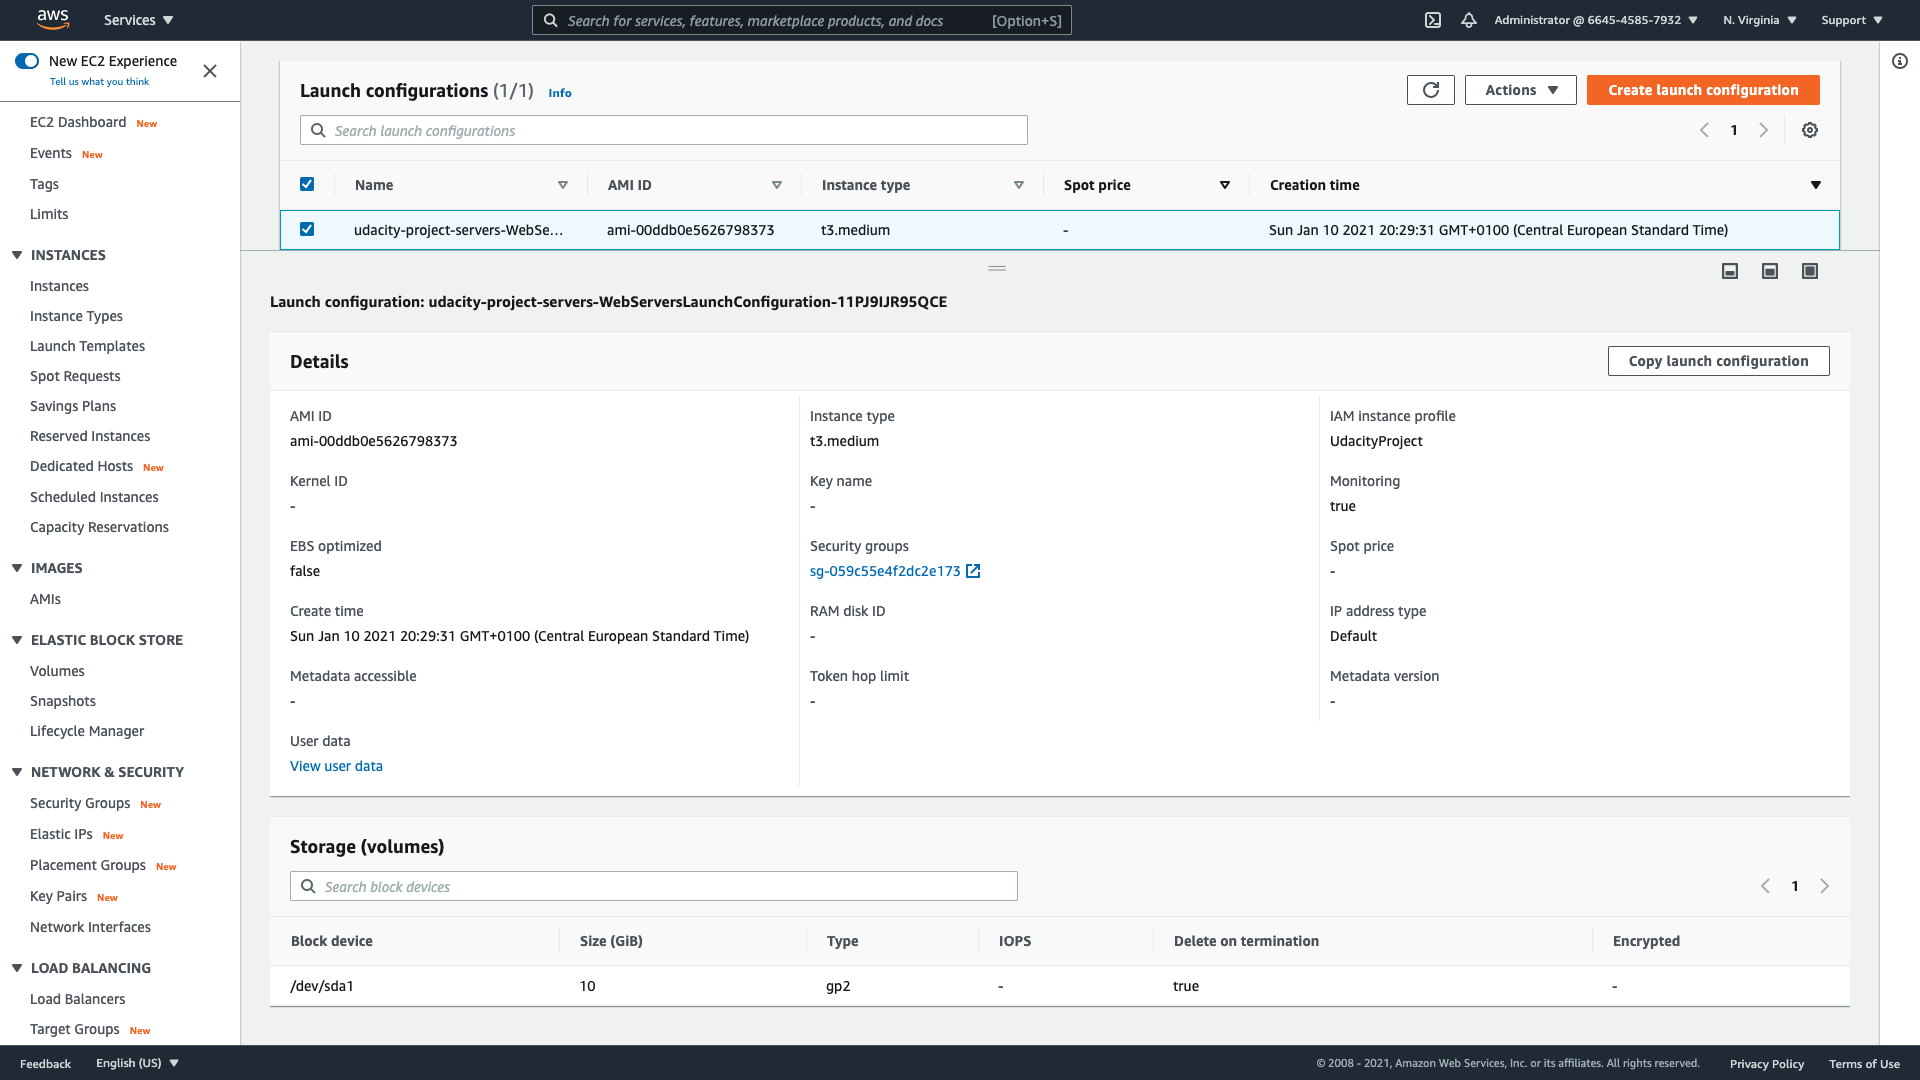 aws Services Search for services, features, marketplace products, and docs [Option+S] Administrator @ 6645-4585-7932 N. Virginia Support
New EC2 Experience
Tell us what you think
EC2 Dashboard New
Events New
Tags
Limits
INSTANCES
Instances
Instance Types
Launch Templates
Spot Requests
Savings Plans
Reserved Instances
Dedicated Hosts New
Scheduled Instances
Capacity Reservations
IMAGES
AMIs
ELASTIC BLOCK STORE
Volumes
Snapshots
Lifecycle Manager
NETWORK & SECURITY
Security Groups New
Elastic IPs New
Placement Groups New
Key Pairs New
Network Interfaces
LOAD BALANCING
Load Balancers
Target Groups New
Launch configurations (1/1) Info Actions Create launch configuration
Search launch configurations 1
Name AMI ID Instance type Spot price Creation time
udacity-project-servers-WebSe... ami-00ddb0e5626798373 t3.medium - Sun Jan 10 2021 20:29:31 GMT+0100 (Central European Standard Time)
Launch configuration: udacity-project-servers-WebServersLaunchConfiguration-11PJ9IJR95QCE
Details Copy launch configuration
AMI ID Instance type IAM instance profile
ami-00ddb0e5626798373 t3.medium UdacityProject
Kernel ID Key name Monitoring
- - true
EBS optimized Security groups Spot price
false sg-059c55e4f2dc2e173 -
Create time RAM disk ID IP address type
Sun Jan 10 2021 20:29:31 GMT+0100 (Central European Standard Time) - Default
Metadata accessible Token hop limit Metadata version
- - -
User data
View user data
Storage (volumes)
Search block devices 1
Block device Size (GiB) Type IOPS Delete on termination Encrypted
/dev/sda1 10 gp2 - true -
Feedback English (US) © 2008 - 2021, Amazon Web Services, Inc. or its affiliates. All rights reserved. Privacy Policy Terms of Use